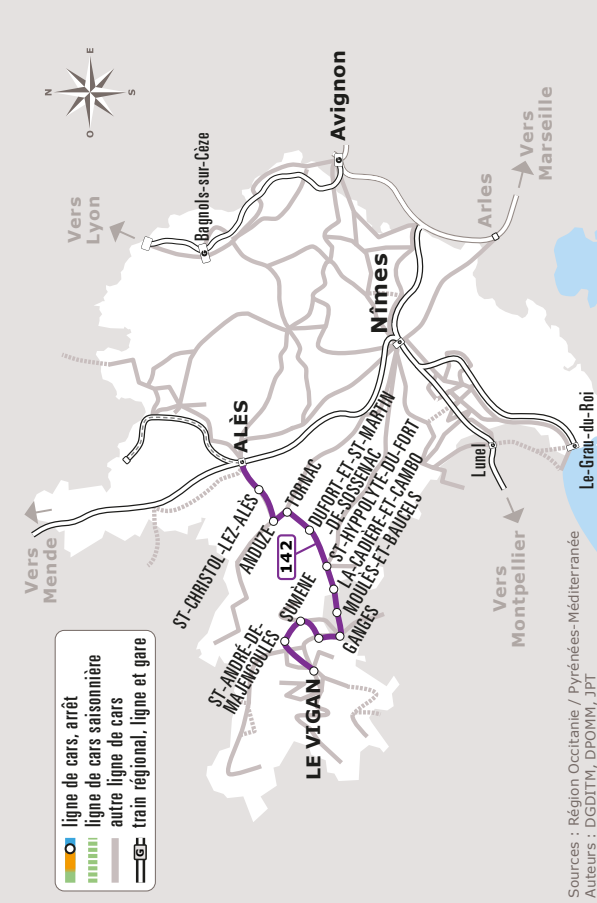 N
E
S
O
Vers
Lyon
Bagnols-sur-Cèze
Avignon
Vers
Marseille
Arles
Nîmes
Vers
Mende
ALÈS
ST-CHRISTOL-LEZ-ALÈS
ANDUZE
TORNAC
DUFORT-ET-ST-MARTIN
-DE-SOSSENAC
ST-HYPPOLYTE-DU-FORT
LA-CADIÈRE-ET-CAMBO
MOULÈS-ET-BAUCELS
GANGES
142
SUMÈNE
ST-ANDRÉ-DE-
MAJENCOULES
LE VIGAN
Lunel
Le-Grau-du-Roi
Vers
Montpellier
ligne de cars, arrêt
ligne de cars saisonnière
autre ligne de cars
G
train régional, ligne et gare
Sources : Région Occitanie / Pyrénées-Méditerranée
Auteurs : DGDITM, DPOMM, JPT